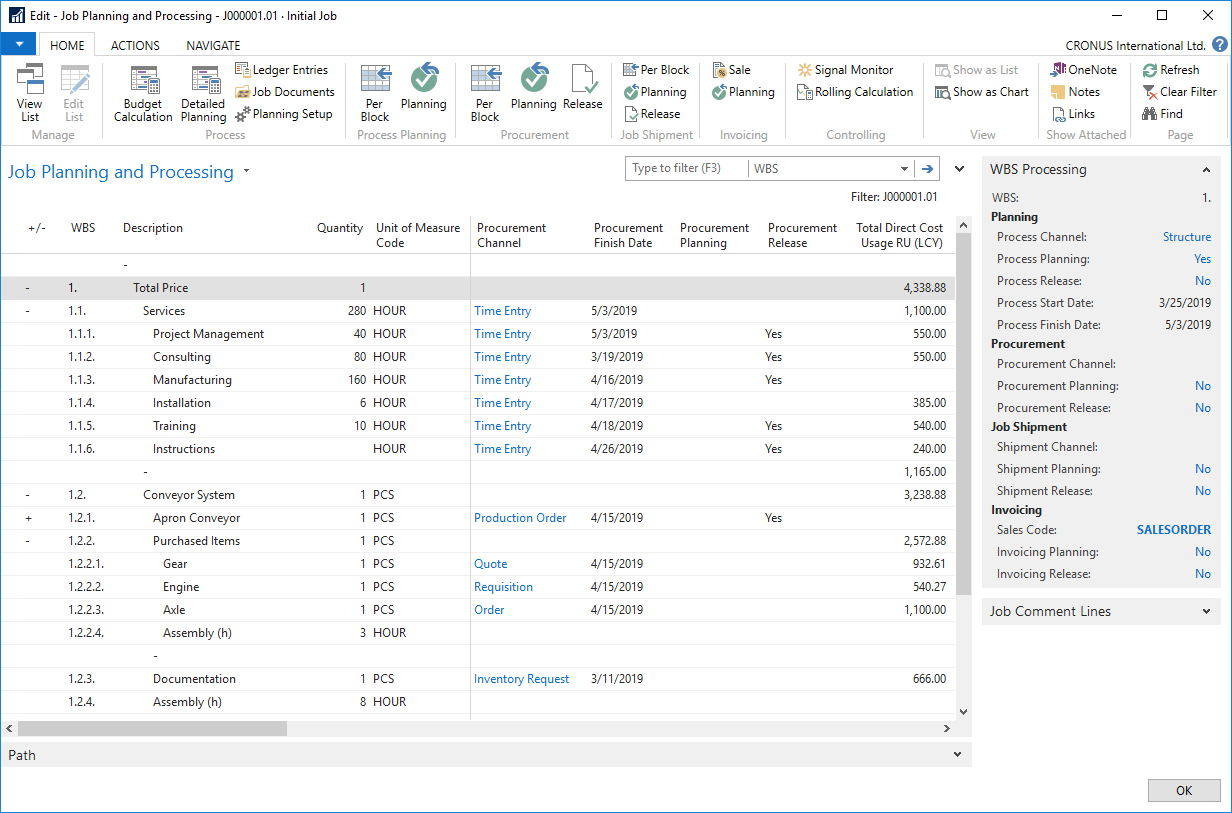 Edit - Job Planning and Processing - J000001.01 · Initial Job
HOME ACTIONS NAVIGATE CRONUS International Ltd. ?
View List
Edit List
Manage
Budget Calculation
Detailed Planning
Ledger Entries
Job Documents
Planning Setup
Process
Per Block
Planning
Process Planning
Per Block
Planning
Release
Procurement
Per Block
Planning
Release
Job Shipment
Sale
Planning
Invoicing
Signal Monitor
Rolling Calculation
Controlling
Show as List
Show as Chart
View
OneNote
Notes
Links
Show Attached
Refresh
Clear Filter
Find
Page
Job Planning and Processing
Type to filter (F3) WBS
Filter: J000001.01
+/- WBS Description Quantity Unit of Measure Code Procurement Channel Procurement Finish Date Procurement Planning Procurement Release Total Direct Cost Usage RU (LCY)
-
- 1. Total Price 1 4,338.88
- 1.1. Services 280 HOUR Time Entry 5/3/2019 1,100.00
1.1.1. Project Management 40 HOUR Time Entry 5/3/2019 Yes 550.00
1.1.2. Consulting 80 HOUR Time Entry 3/19/2019 Yes 550.00
1.1.3. Manufacturing 160 HOUR Time Entry 4/16/2019 Yes
1.1.4. Installation 6 HOUR Time Entry 4/17/2019 385.00
1.1.5. Training 10 HOUR Time Entry 4/18/2019 Yes 540.00
1.1.6. Instructions HOUR Time Entry 4/26/2019 Yes 240.00
- 1,165.00
- 1.2. Conveyor System 1 PCS 3,238.88
+ 1.2.1. Apron Conveyor 1 PCS Production Order 4/15/2019 Yes
- 1.2.2. Purchased Items 1 PCS 2,572.88
1.2.2.1. Gear 1 PCS Quote 4/15/2019 932.61
1.2.2.2. Engine 1 PCS Requisition 4/15/2019 540.27
1.2.2.3. Axle 1 PCS Order 4/15/2019 1,100.00
1.2.2.4. Assembly (h) 3 HOUR
-
1.2.3. Documentation 1 PCS Inventory Request 3/11/2019 666.00
1.2.4. Assembly (h) 8 HOUR
Path
WBS Processing
WBS: 1.
Planning
Process Channel: Structure
Process Planning: Yes
Process Release: No
Process Start Date: 3/25/2019
Process Finish Date: 5/3/2019
Procurement
Procurement Channel:
Procurement Planning: No
Procurement Release: No
Job Shipment
Shipment Channel:
Shipment Planning: No
Shipment Release: No
Invoicing
Sales Code: SALESORDER
Invoicing Planning: No
Invoicing Release: No
Job Comment Lines
OK